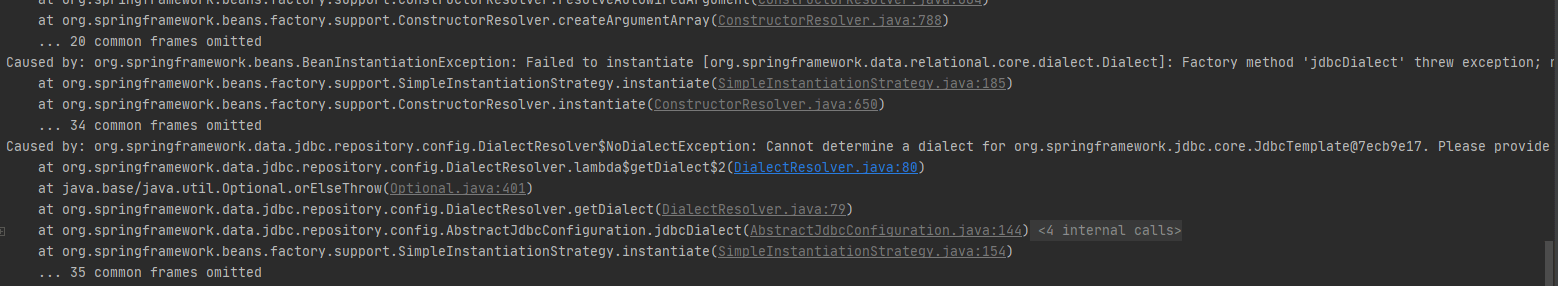 at org.springframework.beans.factory.support.ConstructorResolver.resolveAutowiredArgument(ConstructorResolver.java:864)
at org.springframework.beans.factory.support.ConstructorResolver.createArgumentArray(ConstructorResolver.java:788)
... 20 common frames omitted
Caused by: org.springframework.beans.BeanInstantiationException: Failed to instantiate [org.springframework.data.relational.core.dialect.Dialect]: Factory method 'jdbcDialect' threw exception;
at org.springframework.beans.factory.support.SimpleInstantiationStrategy.instantiate(SimpleInstantiationStrategy.java:185)
at org.springframework.beans.factory.support.ConstructorResolver.instantiate(ConstructorResolver.java:650)
... 34 common frames omitted
Caused by: org.springframework.data.jdbc.repository.config.DialectResolver$NoDialectException: Cannot determine a dialect for org.springframework.jdbc.core.JdbcTemplate@7ecb9e17. Please provide
at org.springframework.data.jdbc.repository.config.DialectResolver.lambda$getDialect$2(DialectResolver.java:80)
at java.base/java.util.Optional.orElseThrow(Optional.java:401)
at org.springframework.data.jdbc.repository.config.DialectResolver.getDialect(DialectResolver.java:79)
at org.springframework.data.jdbc.repository.config.AbstractJdbcConfiguration.jdbcDialect(AbstractJdbcConfiguration.java:144) <4 internal calls>
at org.springframework.beans.factory.support.SimpleInstantiationStrategy.instantiate(SimpleInstantiationStrategy.java:154)
... 35 common frames omitted